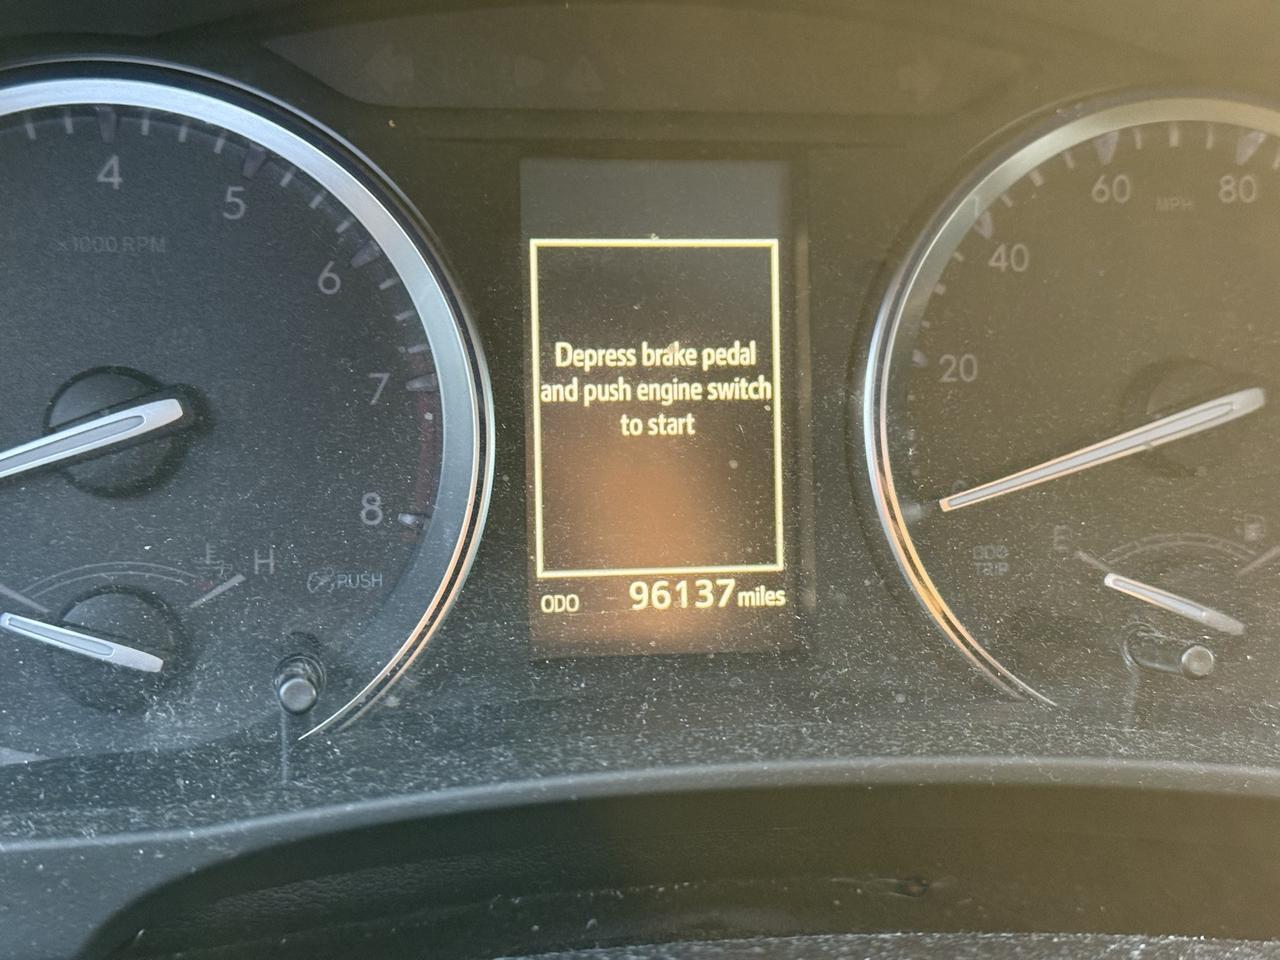 4
5
6
7
8
x1000 RPM
H
PUSH
Depress brake pedal
and push engine switch
to start
ODO 96137 miles
20
40
60
80
MPH
ODO
TRIP
E